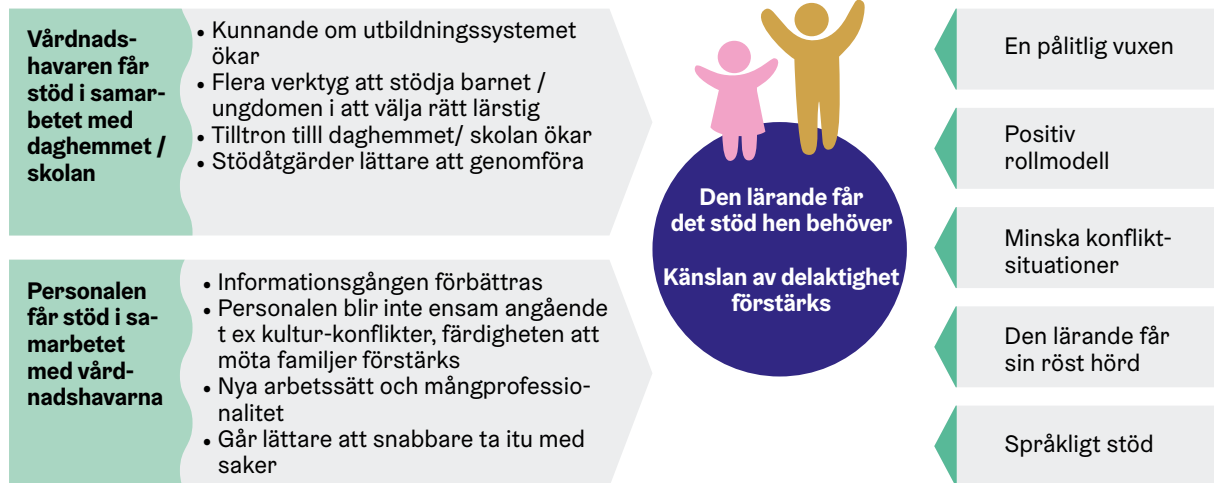 Vårdnads-
havaren får
stöd i samar-
betet med
daghemmet /
skolan
• Kunnande om utbildningssystemet
ökar
• Flera verktyg att stödja barnet /
ungdomen i att välja rätt lärstig
• Tilltron tilll daghemmet/ skolan ökar
• Stödåtgärder lättare att genomföra
Personalen
får stöd i sa-
marbetet
med vård-
nadshavarna
• Informationsgången förbättras
• Personalen blir inte ensam angående
t ex kultur-konflikter, färdigheten att
möta familjer förstärks
• Nya arbetssätt och mångprofessio-
nalitet
• Går lättare att snabbare ta itu med
saker
Den lärande får
det stöd hen behöver
Känslan av delaktighet
förstärks
En pålitlig vuxen
Positiv
rollmodell
Minska konflikt-
situationer
Den lärande får
sin röst hörd
Språkligt stöd